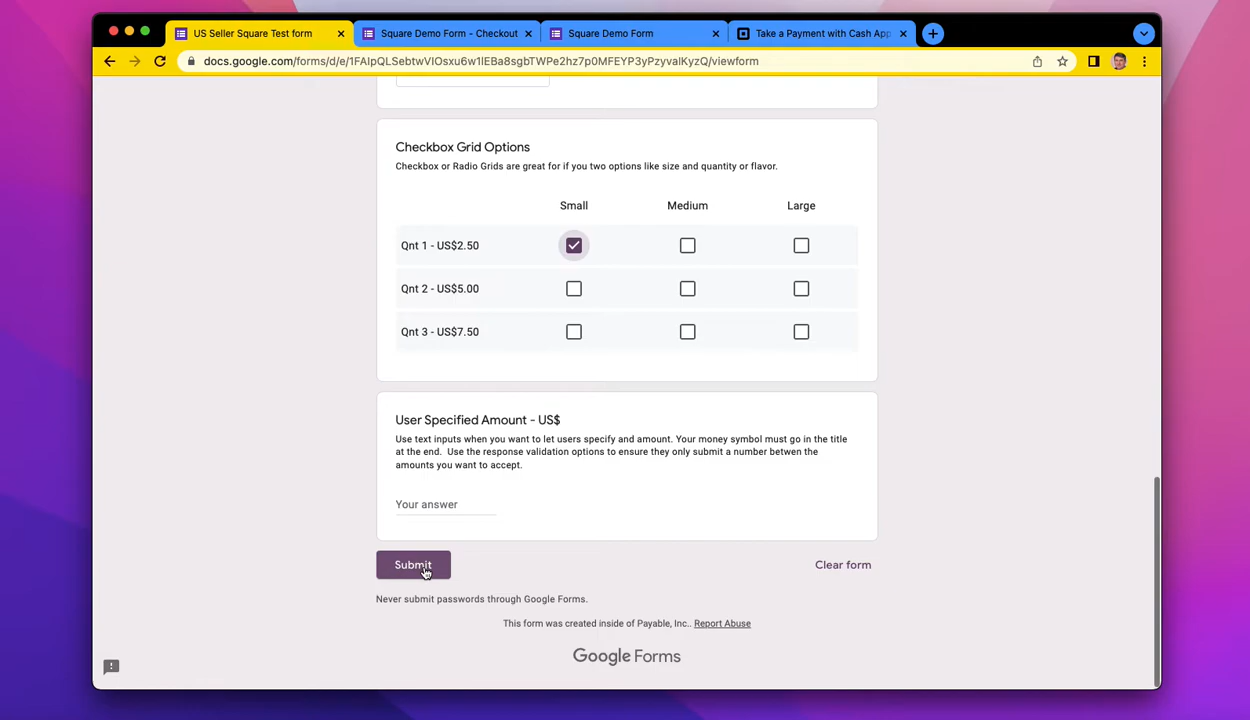 US Seller Square Test form
Square Demo Form - Checkout
Square Demo Form
Take a Payment with Cash App
docs.google.com/forms/d/e/1FAIpQLSebtwVIOsxu6w1lEBa8sgbTWPe2hz7p0MFEYP3yPzyvalKyzQ/viewform
Checkbox Grid Options
Checkbox or Radio Grids are great for if you two options like size and quantity or flavor.
Small Medium Large
Qnt 1 - US$2.50
Qnt 2 - US$5.00
Qnt 3 - US$7.50
User Specified Amount - US$
Use text inputs when you want to let users specify and amount. Your money symbol must go in the title
at the end. Use the response validation options to ensure they only submit a number betwen the
amounts you want to accept.
Your answer
Submit
Clear form
Never submit passwords through Google Forms.
This form was created inside of Payable, Inc.. Report Abuse
Google Forms